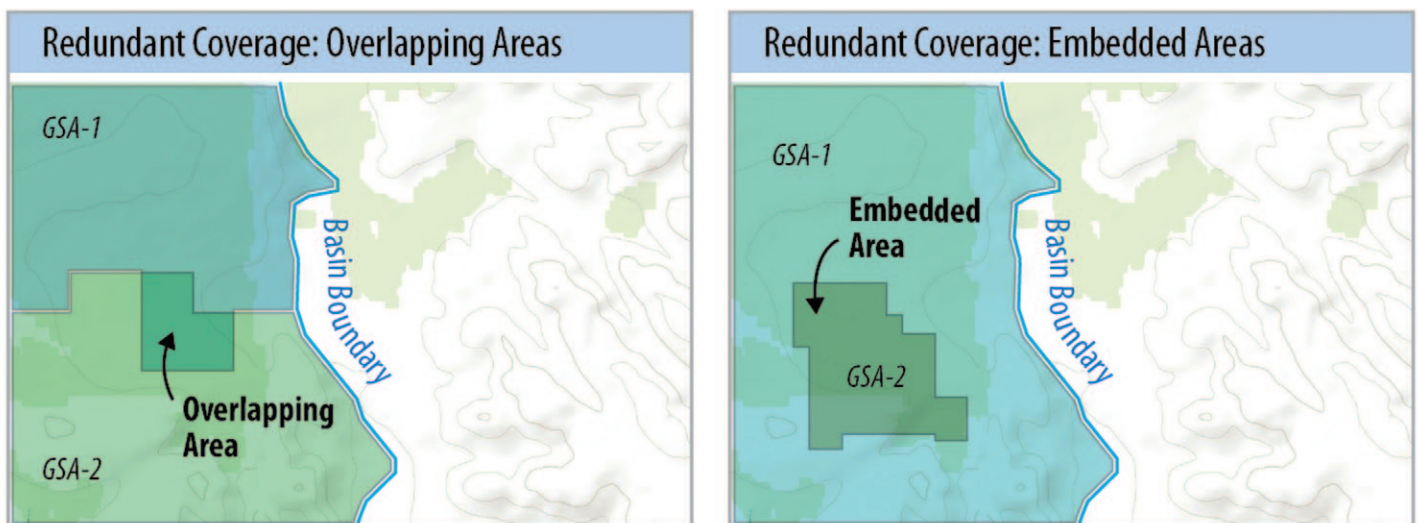 Redundant Coverage: Overlapping Areas
GSA-1
Basin Boundary
Overlapping
Area
GSA-2
Redundant Coverage: Embedded Areas
GSA-1
Embedded
Area
Basin Boundary
GSA-2